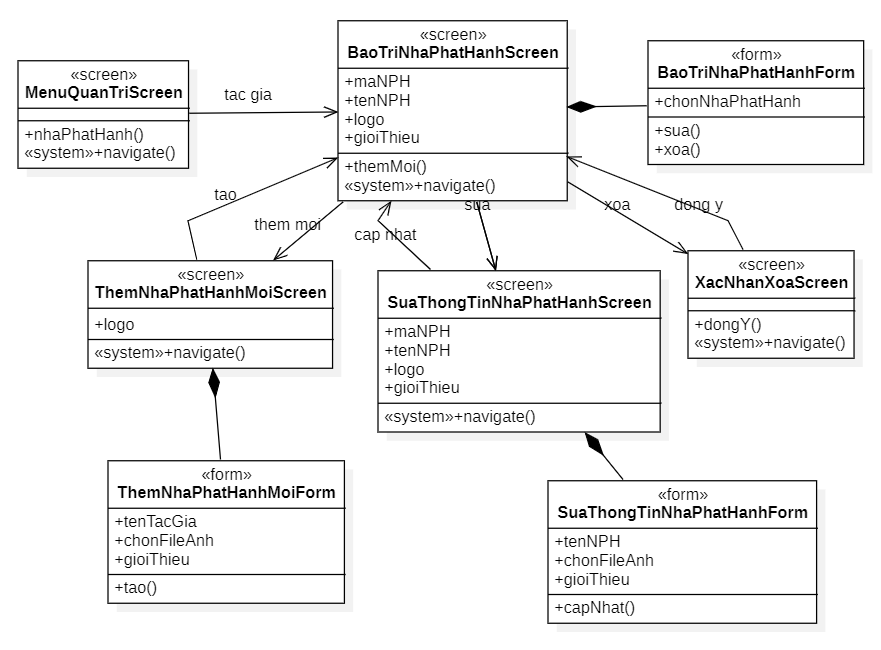 «screen»
BaoTriNhaPhatHanhScreen
+maNPH
+tenNPH
+logo
+gioiThieu
+themMoi()
«system»+navigate()
«form»
BaoTriNhaPhatHanhForm
+chonNhaPhatHanh
+sua()
+xoa()
«screen»
MenuQuanTriScreen
+nhaPhatHanh()
«system»+navigate()
tac gia
tao
them moi
cap nhat
sua
xoa
dong y
«screen»
ThemNhaPhatHanhMoiScreen
+logo
«system»+navigate()
«screen»
SuaThongTinNhaPhatHanhScreen
+maNPH
+tenNPH
+logo
+gioiThieu
«system»+navigate()
«screen»
XacNhanXoaScreen
+dongY()
«system»+navigate()
«form»
ThemNhaPhatHanhMoiForm
+tenTacGia
+chonFileAnh
+gioiThieu
+tao()
«form»
SuaThongTinNhaPhatHanhForm
+tenNPH
+chonFileAnh
+gioiThieu
+capNhat()